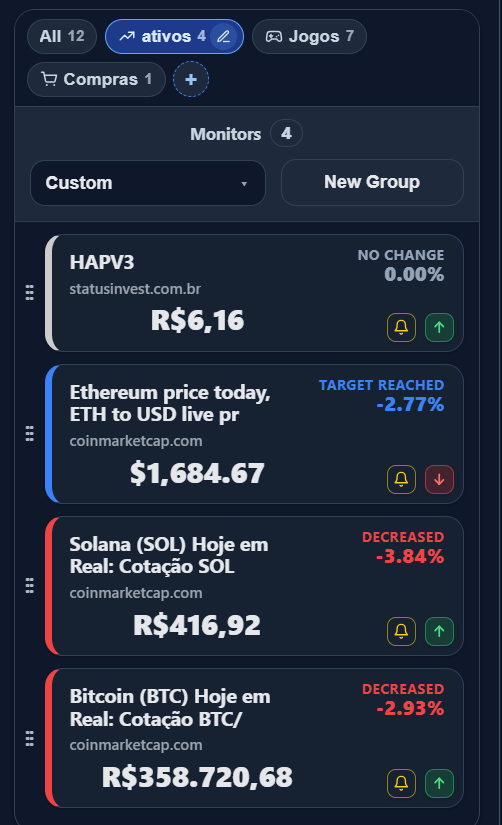 All 12
ativos 4
Jogos 7
Compras 1
+
Monitors 4
Custom
New Group
HAPV3
NO CHANGE
statusinvest.com.br
0.00%
R$6,16
Ethereum price today,
ETH to USD live pr
TARGET REACHED
-2.77%
coinmarketcap.com
$1,684.67
Solana (SOL) Hoje em
Real: Cotação SOL
DECREASED
-3.84%
coinmarketcap.com
R$416,92
Bitcoin (BTC) Hoje em
Real: Cotação BTC/
DECREASED
-2.93%
coinmarketcap.com
R$358.720,68